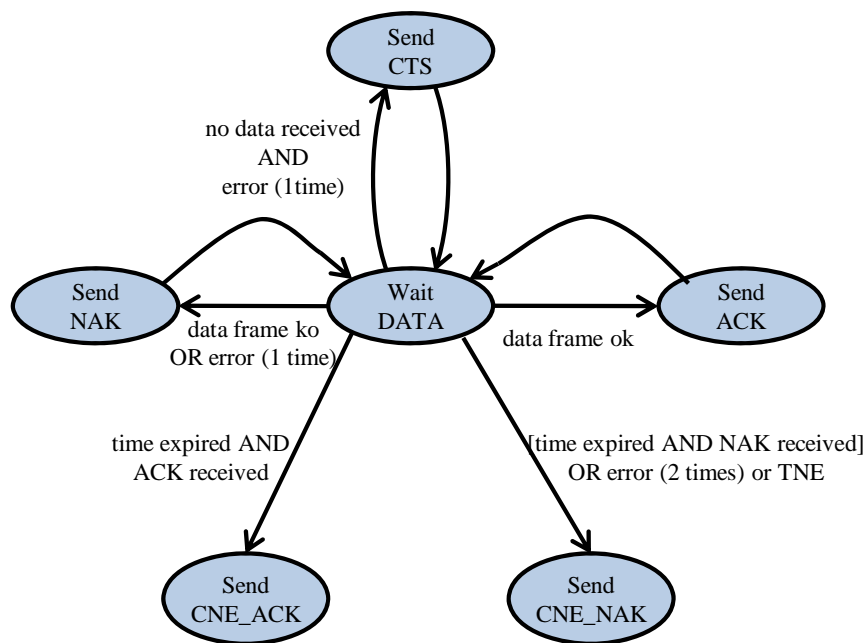 Send
CTS
no data received
AND
error (1time)
Send
NAK
Wait
DATA
Send
ACK
data frame ko
OR error (1 time)
data frame ok
time expired AND
ACK received
[time expired AND NAK received]
OR error (2 times) or TNE
Send
CNE_ACK
Send
CNE_NAK